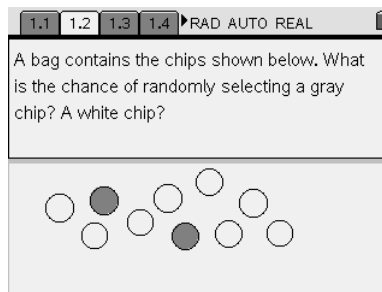 1.1 1.2 1.3 1.4 RAD AUTO REAL
A bag contains the chips shown below. What
is the chance of randomly selecting a gray
chip? A white chip?